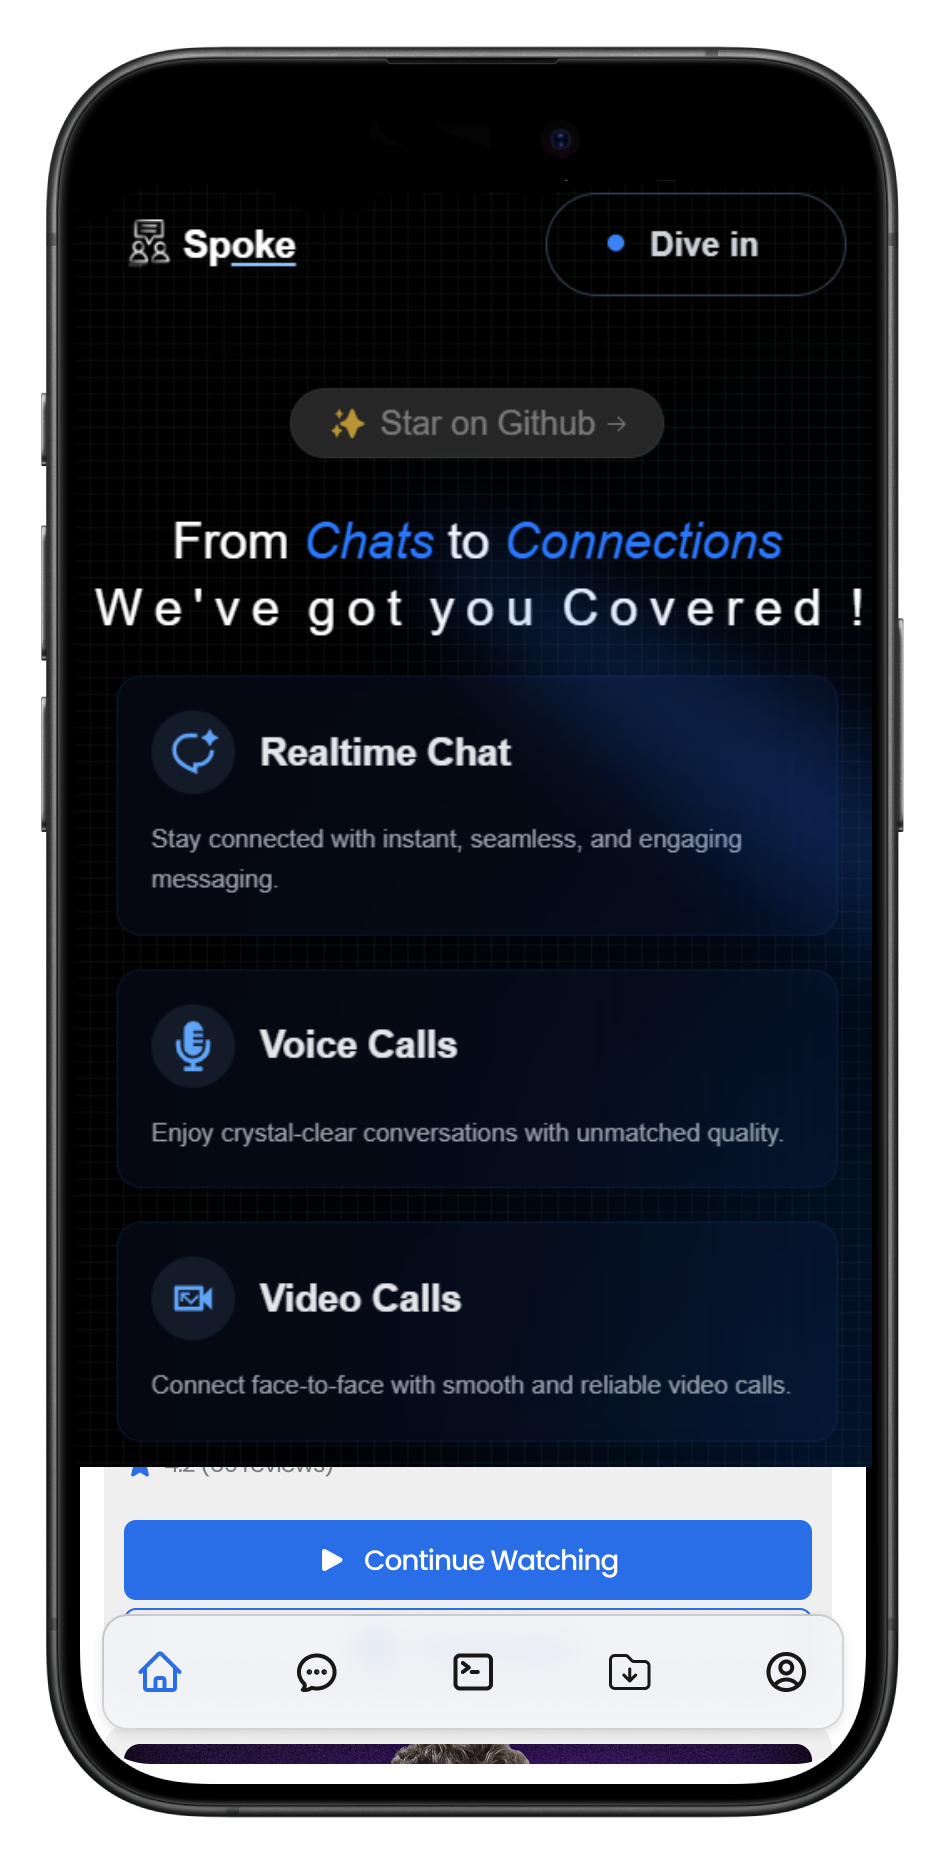 Spoke
Dive in
Star on Github →
From Chats to Connections
We've got you Covered !
Realtime Chat
Stay connected with instant, seamless, and engaging
messaging.
Voice Calls
Enjoy crystal-clear conversations with unmatched quality.
Video Calls
Connect face-to-face with smooth and reliable video calls.
Continue Watching